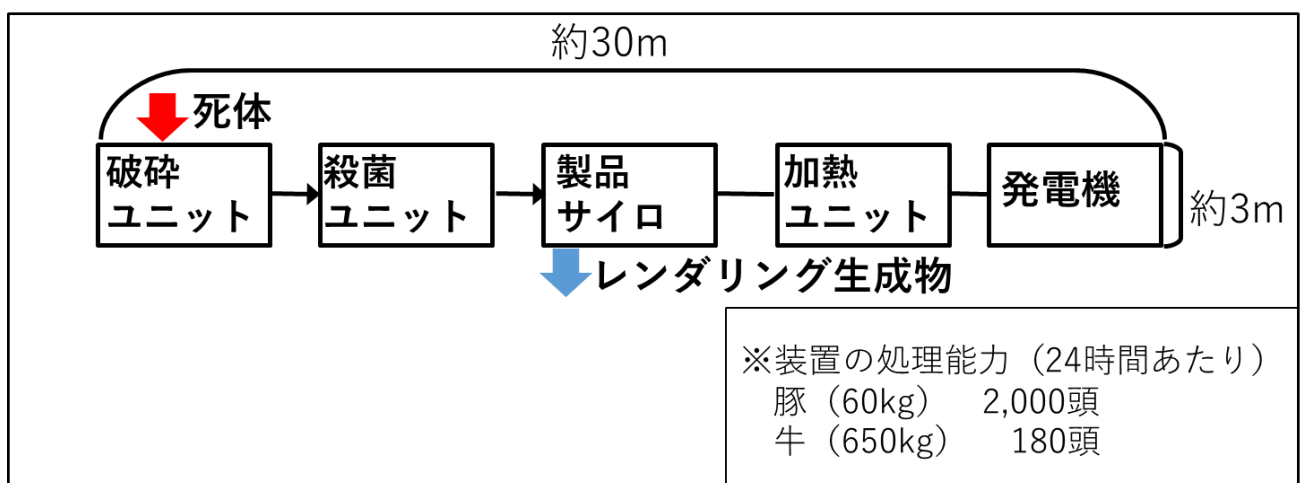 約30m
死体
破砕
ユニット
殺菌
ユニット
製品
サイロ
加熱
ユニット
発電機
約3m
レンダリング生成物
※装置の処理能力（24時間あたり）
豚（60kg） 2,000頭
牛（650kg） 180頭